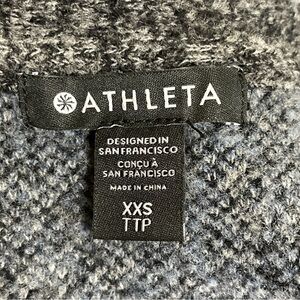 ATHLETA
DESIGNED IN
SAN FRANCISCO
CONÇU À
SAN FRANCISCO
MADE IN CHINA
XXS
TTP